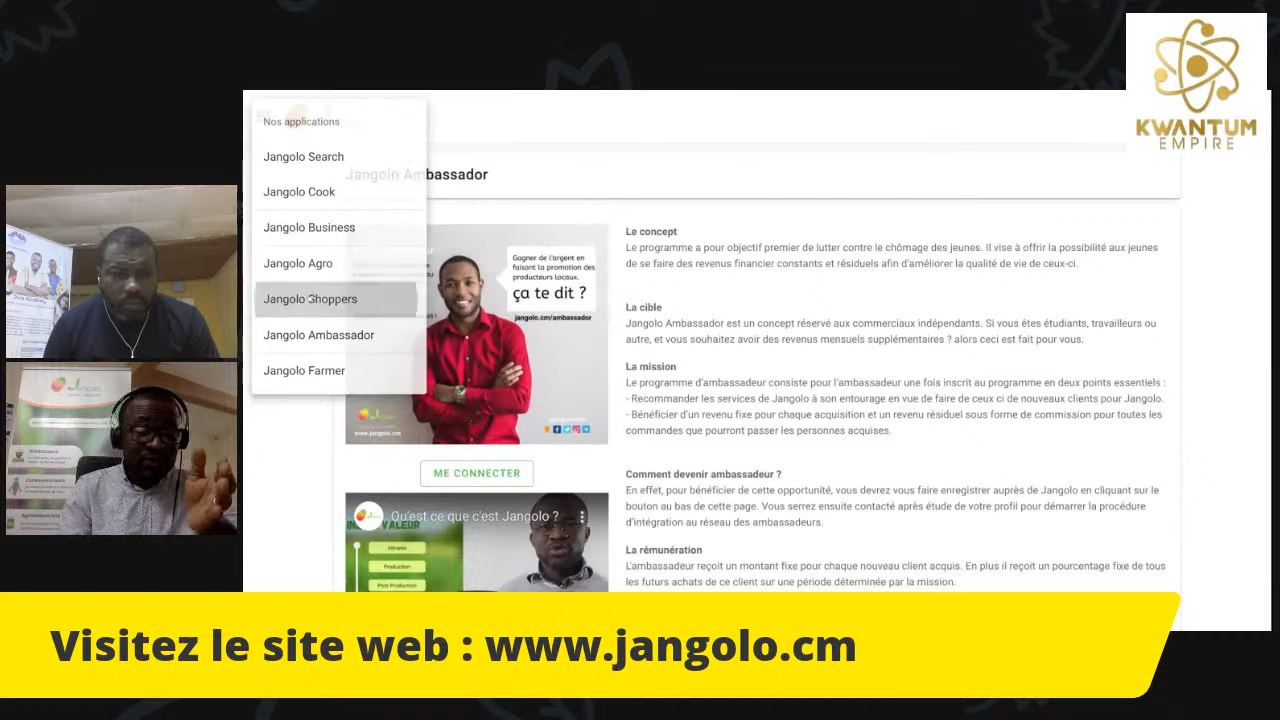 KWANTUM
EMPIRE
Nos applications
Jangolo Search
Jangolo Cook
Jangolo Business
Jangolo Agro
Jangolo Shoppers
Jangolo Ambassador
Jangolo Farmer
Jangolo Ambassador
Gagner de l'argent en
faisant la promotion des
producteurs locaux.
ça te dit ?
jangolo.cm/ambassador
Jangolo
www.jangolo.cm
ME CONNECTER
Qu'est ce que c'est Jangolo ?
VALEUR
Intrants
Production
Post-Production
Le concept
Le programme a pour objectif premier de lutter contre le chômage des jeunes. Il vise à offrir la possibilité aux jeunes
de se faire des revenus financier constants et résiduels afin d'améliorer la qualité de vie de ceux-ci.
La cible
Jangolo Ambassador est un concept réservé aux commerciaux indépendants. Si vous êtes étudiants, travailleurs ou
autre, et vous souhaitez avoir des revenus mensuels supplémentaires ? alors ceci est fait pour vous.
La mission
Le programme d'ambassadeur consiste pour l'ambassadeur une fois inscrit au programme en deux points essentiels :
- Recommander les services de Jangolo à son entourage en vue de faire de ceux ci de nouveaux clients pour Jangolo.
- Bénéficier d'un revenu fixe pour chaque acquisition et un revenu résiduel sous forme de commission pour toutes les
commandes que pourront passer les personnes acquises.
Comment devenir ambassadeur ?
En effet, pour bénéficier de cette opportunité, vous devrez vous faire enregistrer auprès de Jangolo en cliquant sur le
bouton au bas de cette page. Vous serrez ensuite contacté après étude de votre profil pour démarrer la procédure
d'intégration au réseau des ambassadeurs.
La rémunération
L'ambassadeur reçoit un montant fixe pour chaque nouveau client acquis. En plus il reçoit un pourcentage fixe de tous
les futurs achats de ce client sur une période déterminée par la mission.
Jangolo
Visitez le site web : www.jangolo.cm